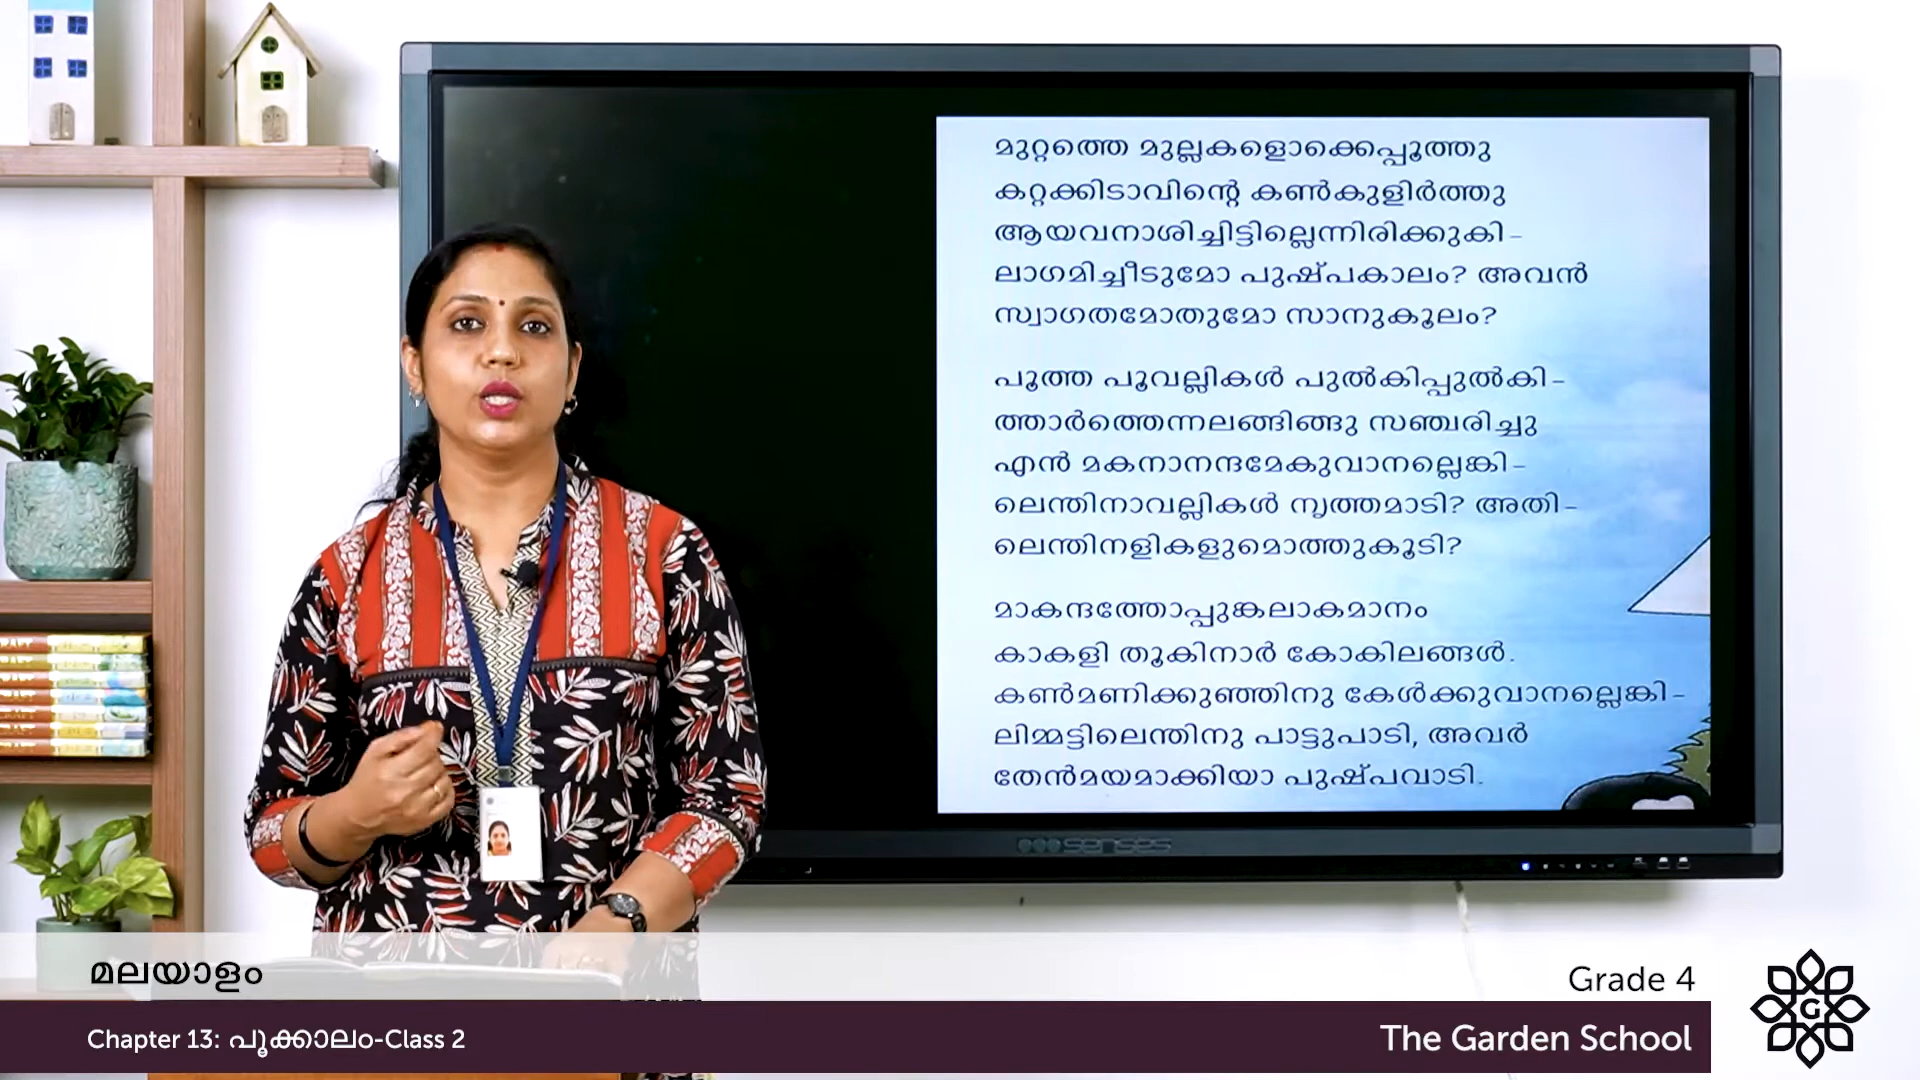 മുറ്റത്തെ മുല്ലകളൊക്കെപ്പൂത്തു
കറ്റക്കിടാവിന്റെ കൺകുളിർത്തു
ആയവനാശിച്ചിട്ടില്ലെന്നിരിക്കുകി–
ലാഗമിച്ചീടുമോ പുഷ്പകാലം? അവൻ
സ്വാഗതമോതുമോ സാനുകൂലം?
പൂത്ത പൂവല്ലികൾ പുൽകിപ്പുൽകി–
ത്താർത്തെന്നലങ്ങിങ്ങു സഞ്ചരിച്ചു
എൻ മകനാനന്ദമേകുവാനല്ലെങ്കി–
ലെന്തിനാവല്ലികൾ നൃത്തമാടി? അതി–
ലെന്തിനളികളുമൊത്തുകൂടി?
മാകന്ദത്തോപ്പുങ്കലാകമാനം
കാകളി തൂകിനാർ കോകിലങ്ങൾ.
കൺമണിക്കുഞ്ഞിനു കേൾക്കുവാനല്ലെങ്കി–
ലിമ്മട്ടിലെന്തിനു പാട്ടുപാടി, അവർ
തേൻമയമാക്കിയാ പുഷ്പവാടി.
മലയാളം
Grade 4
Chapter 13: പൂക്കാലം-Class 2
The Garden School
G